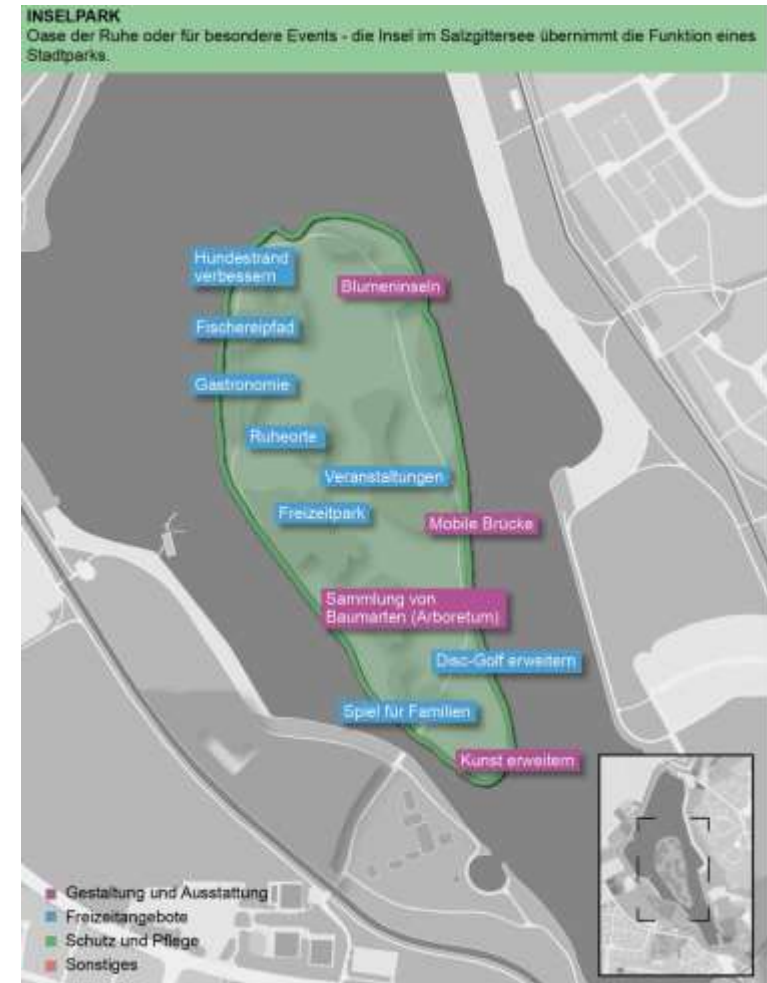 INSELPARK
Oase der Ruhe oder für besondere Events - die Insel im Salzgittersee übernimmt die Funktion eines
Stadtparks.
Hundestrand
verbessern
Blumeninseln
Fischereipfad
Gastronomie
Ruheorte
Veranstaltungen
Freizeitpark
Mobile Brücke
Sammlung von
Baumarten (Arboretum)
Disc-Golf erweitern
Spiel für Familien
Kunst erweitern
Gestaltung und Ausstattung
Freizeitangebote
Schutz und Pflege
Sonstiges